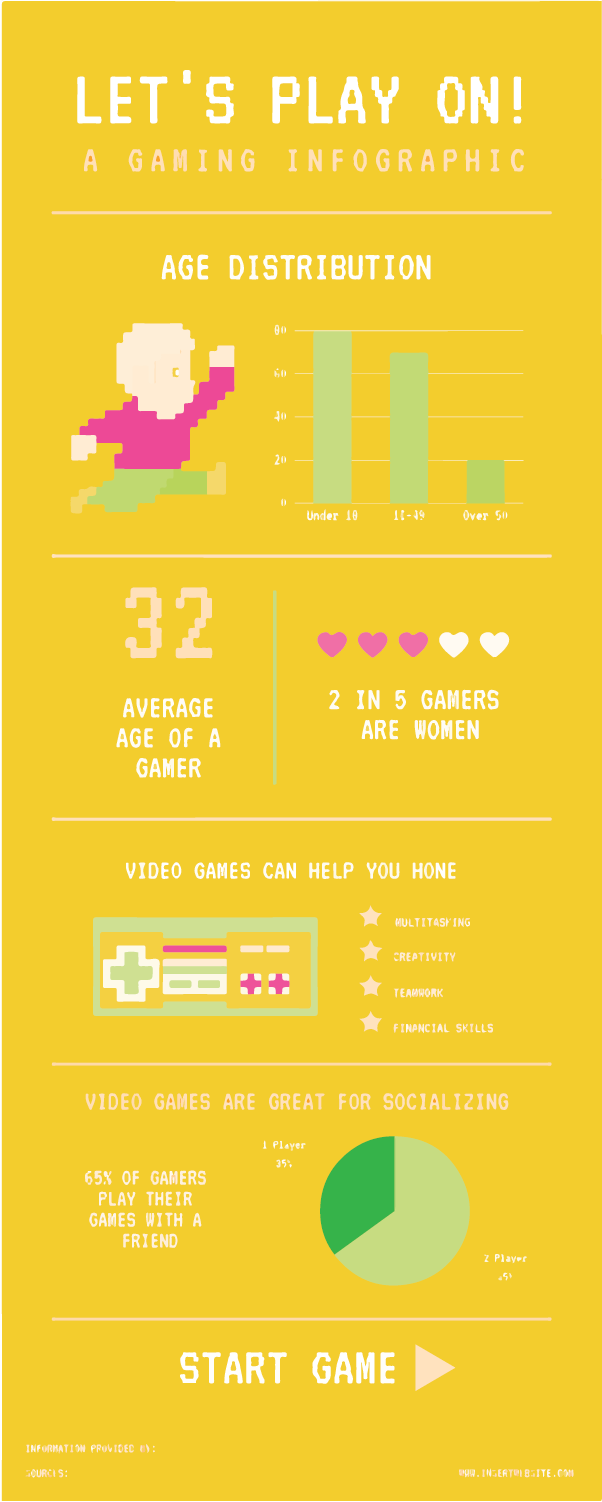 LET'S PLAY ON!
A GAMING INFOGRAPHIC
AGE DISTRIBUTION
80
60
40
20
0
Under 18
18-49
Over 50
32
AVERAGE
AGE OF A
GAMER
2 IN 5 GAMERS
ARE WOMEN
VIDEO GAMES CAN HELP YOU HONE
MULTITASKING
CREATIVITY
TEAMWORK
FINANCIAL SKILLS
VIDEO GAMES ARE GREAT FOR SOCIALIZING
1 Player
35%
65% OF GAMERS
PLAY THEIR
GAMES WITH A
FRIEND
2 Player
START GAME
INFORMATION PROVIDED BY:
SOURCES:
WWW.INSERTWEBSITE.COM